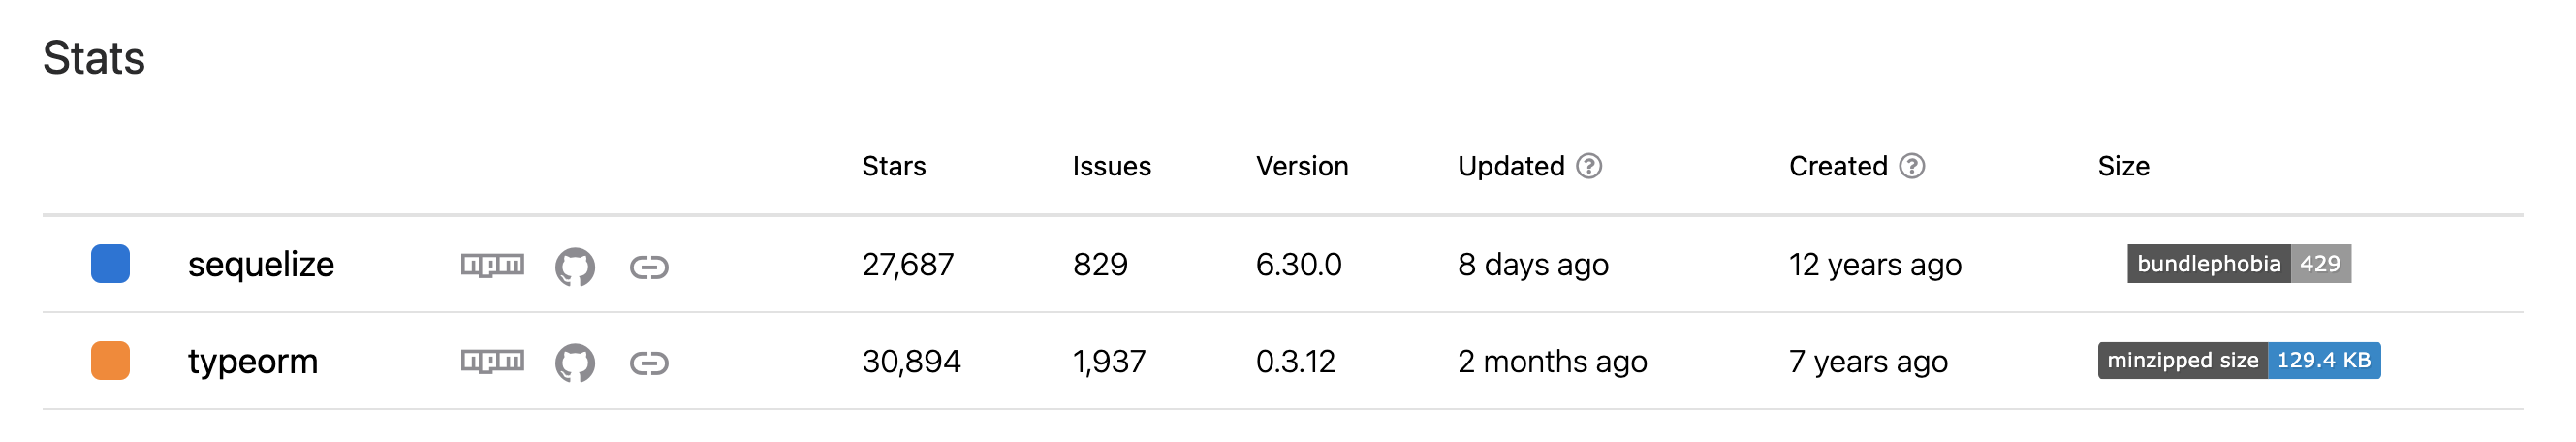 Stats
Stars Issues Version Updated ? Created ? Size
sequelize npm 27,687 829 6.30.0 8 days ago 12 years ago bundlephobia 429
typeorm npm 30,894 1,937 0.3.12 2 months ago 7 years ago minzipped size 129.4 KB